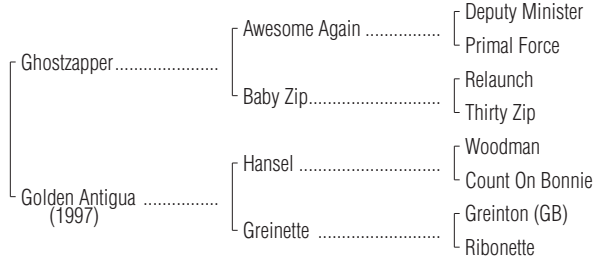 Deputy Minister
Awesome Again ..................
Primal Force
Ghostzapper......................
Relaunch
Baby Zip............................
Thirty Zip
Woodman
Hansel ..............................
Count On Bonnie
Golden Antigua ................
(1997)
Greinton (GB)
Greinette ..........................
Ribonette